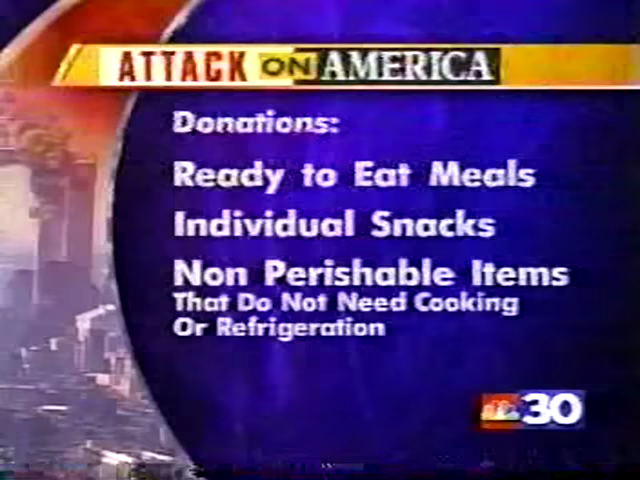 ATTACK ON AMERICA
Donations:
Ready to Eat Meals
Individual Snacks
Non Perishable Items
That Do Not Need Cooking
Or Refrigeration
30